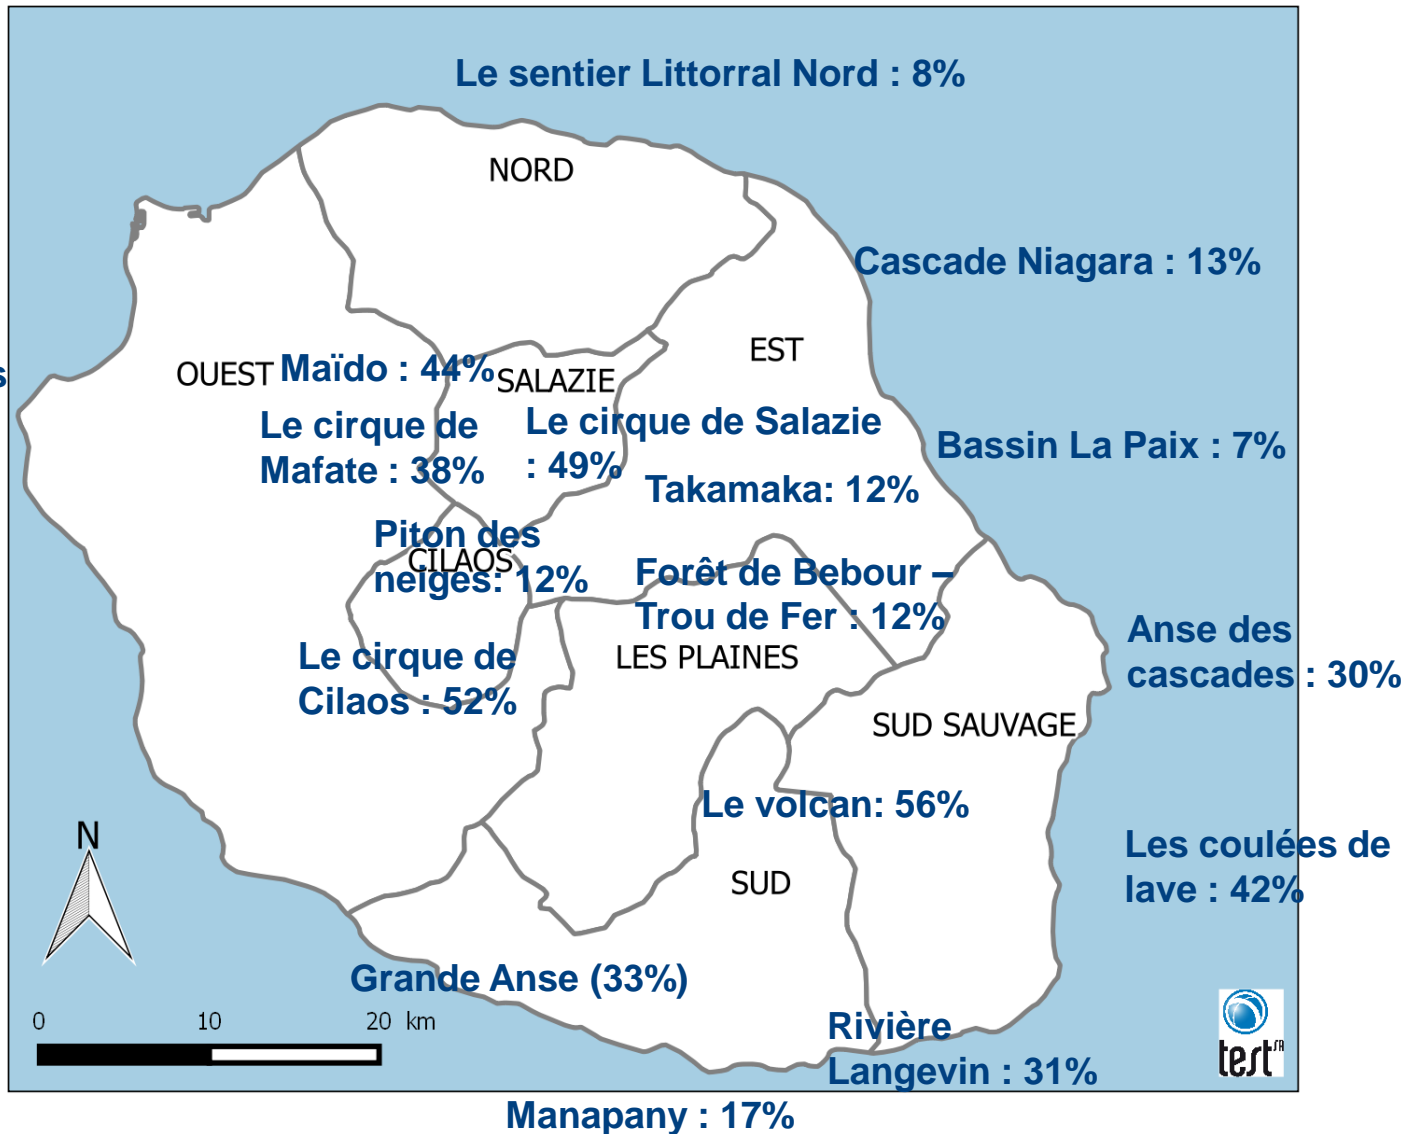 Le sentier Littorral Nord : 8%
NORD
Cascade Niagara : 13%
EST
OUEST
Maïdo : 44%
SALAZIE
s
Le cirque de
Mafate : 38%
Le cirque de Salazie
: 49%
Bassin La Paix : 7%
Takamaka: 12%
Piton des
neiges: 12%
CILAOS
Forêt de Bebour –
Trou de Fer : 12%
Anse des
cascades : 30%
Le cirque de
Cilaos : 52%
LES PLAINES
SUD SAUVAGE
Le volcan: 56%
N
Les coulées de
lave : 42%
SUD
Grande Anse (33%)
0 10 20 km
Rivière
Langevin : 31%
test SA
Manapany : 17%